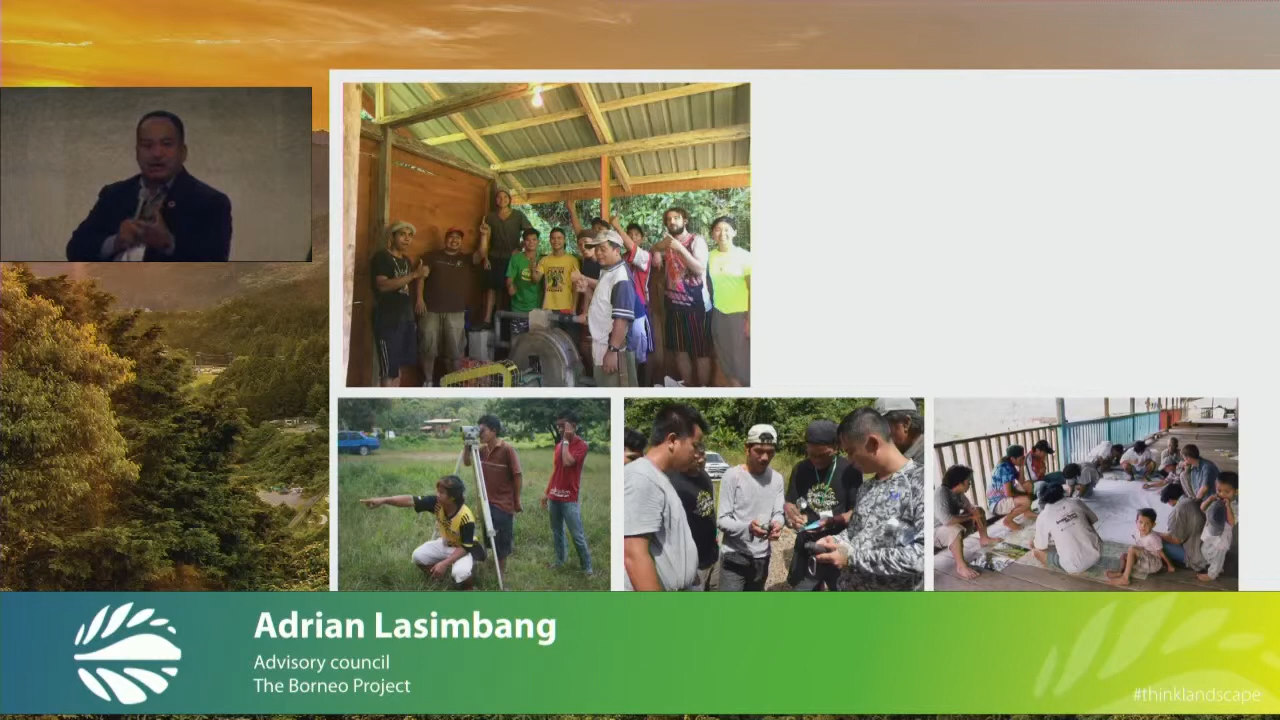 Adrian Lasimbang
Advisory council
The Borneo Project
#thinklandscape